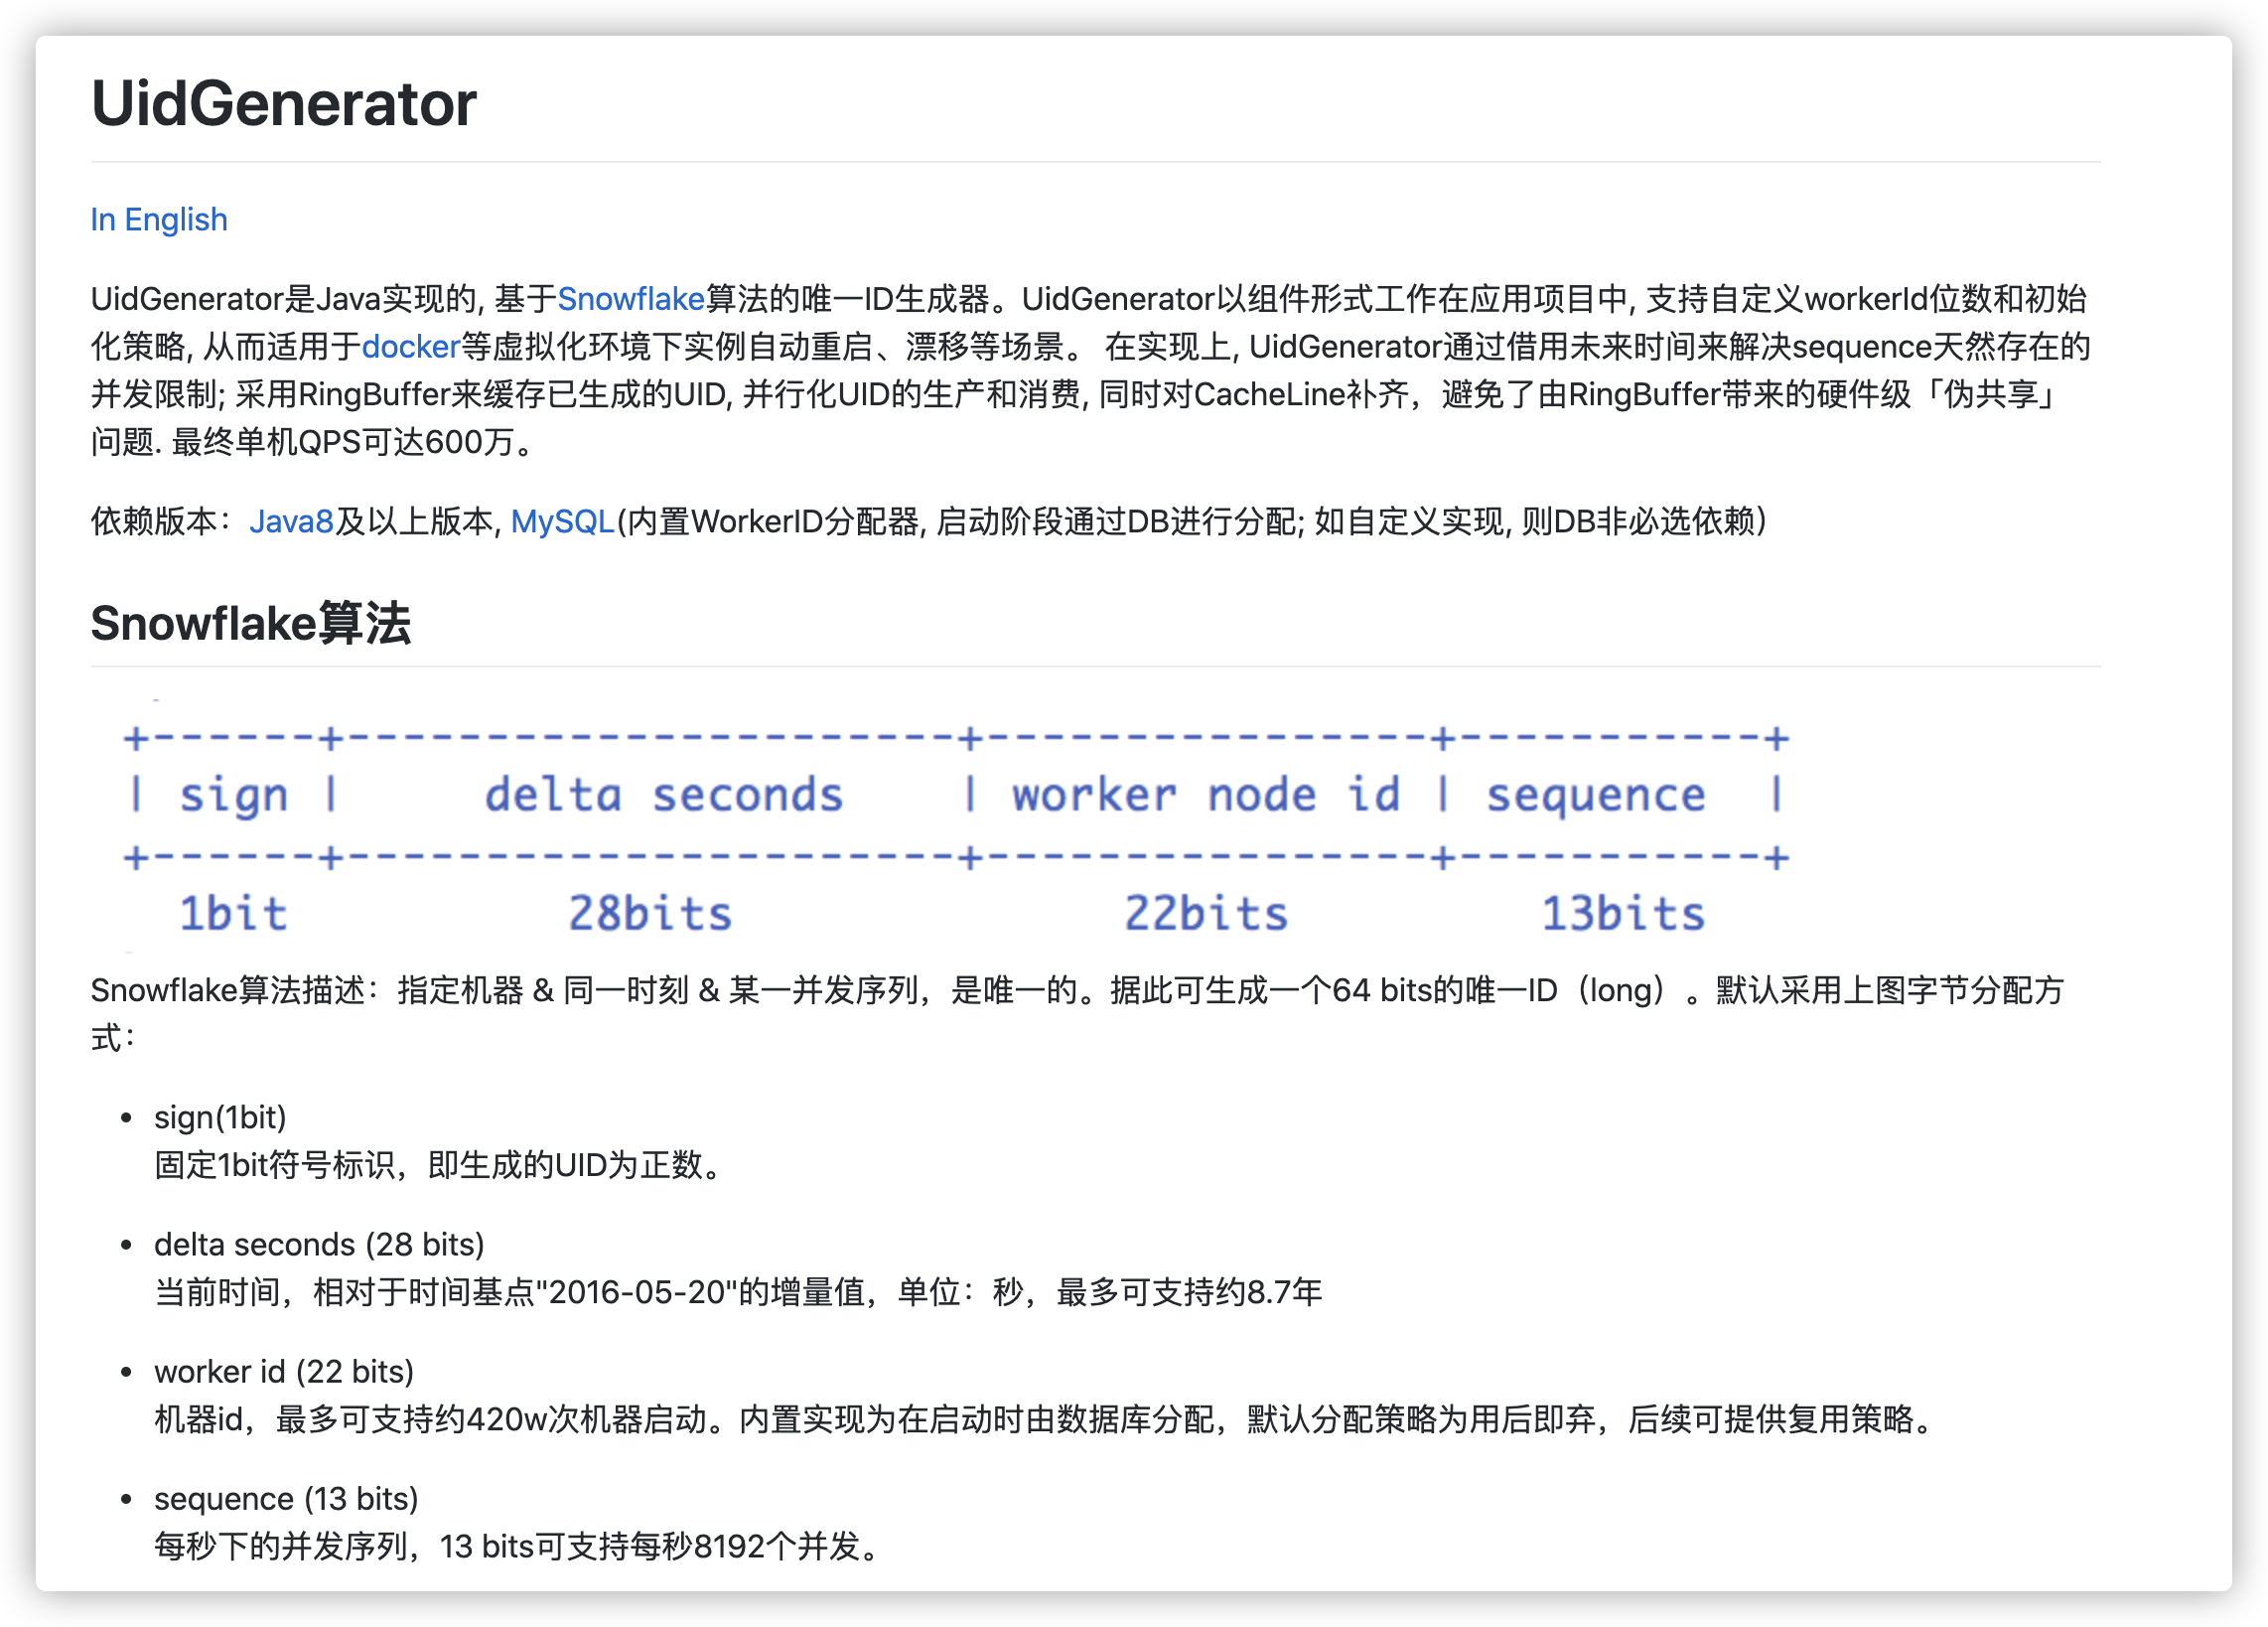 UidGenerator
In English
UidGenerator是Java实现的, 基于Snowflake算法的唯一ID生成器。UidGenerator以组件形式工作在应用项目中, 支持自定义workerId位数和初始
化策略, 从而适用于docker等虚拟化环境下实例自动重启、漂移等场景。 在实现上, UidGenerator通过借用未来时间来解决sequence天然存在的
并发限制; 采用RingBuffer来缓存已生成的UID, 并行化UID的生产和消费, 同时对CacheLine补齐，避免了由RingBuffer带来的硬件级「伪共享」
问题. 最终单机QPS可达600万。
依赖版本：Java8及以上版本, MySQL(内置WorkerID分配器, 启动阶段通过DB进行分配; 如自定义实现, 则DB非必选依赖）
Snowflake算法
+------+----------------------+----------------+-----------+
| sign |     delta seconds    | worker node id | sequence  |
+------+----------------------+----------------+-----------+
1bit 28bits 22bits 13bits
Snowflake算法描述：指定机器 & 同一时刻 & 某一并发序列，是唯一的。据此可生成一个64 bits的唯一ID（long）。默认采用上图字节分配方
式：
• sign(1bit)
固定1bit符号标识，即生成的UID为正数。
• delta seconds (28 bits)
当前时间，相对于时间基点"2016-05-20"的增量值，单位：秒，最多可支持约8.7年
• worker id (22 bits)
机器id，最多可支持约420w次机器启动。内置实现为在启动时由数据库分配，默认分配策略为用后即弃，后续可提供复用策略。
• sequence (13 bits)
每秒下的并发序列，13 bits可支持每秒8192个并发。